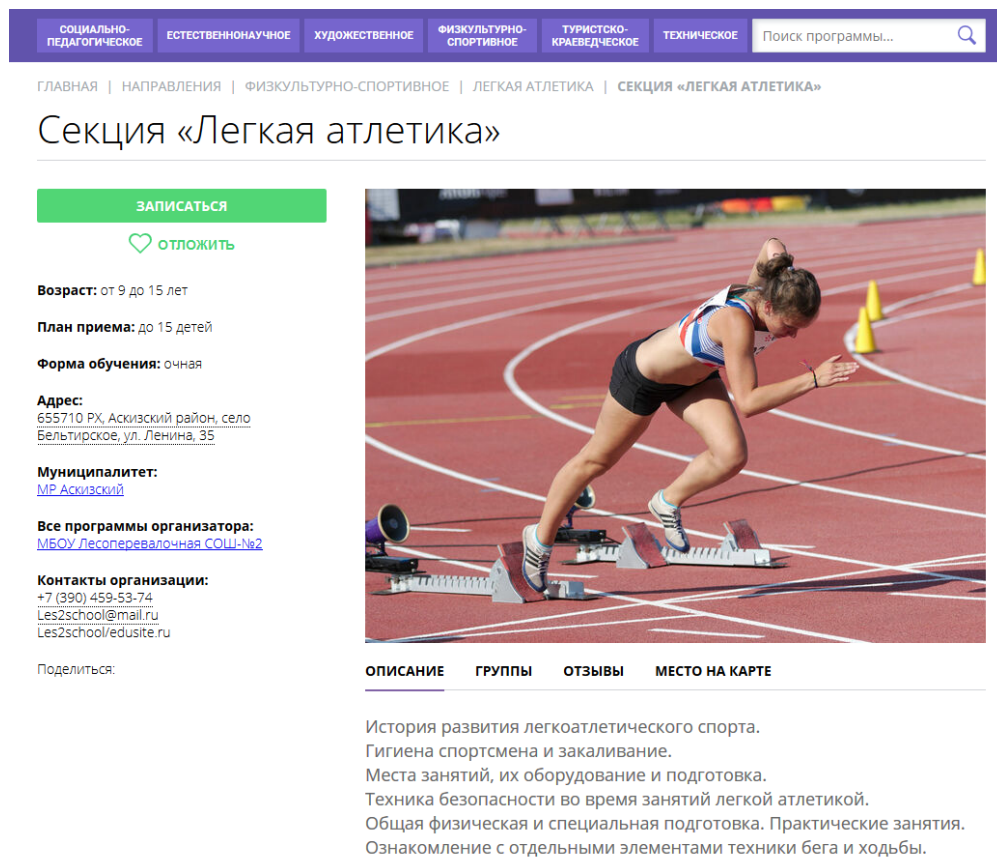 СОЦИАЛЬНО-
ПЕДАГОГИЧЕСКОЕ
ЕСТЕСТВЕННОНАУЧНОЕ
ХУДОЖЕСТВЕННОЕ
ФИЗКУЛЬТУРНО-
СПОРТИВНОЕ
ТУРИСТСКО-
КРАЕВЕДЧЕСКОЕ
ТЕХНИЧЕСКОЕ
Поиск программы...
ГЛАВНАЯ | НАПРАВЛЕНИЯ | ФИЗКУЛЬТУРНО-СПОРТИВНОЕ | ЛЕГКАЯ АТЛЕТИКА | СЕКЦИЯ «ЛЕГКАЯ АТЛЕТИКА»
Секция «Легкая атлетика»
ЗАПИСАТЬСЯ
ОТЛОЖИТЬ
Возраст: от 9 до 15 лет
План приема: до 15 детей
Форма обучения: очная
Адрес:
655710 РХ, Аскизский район, село
Бельтирское, ул. Ленина, 35
Муниципалитет:
МР Аскизский
Все программы организатора:
МБОУ Лесоперевалочная СОШ-№2
Контакты организации:
+7 (390) 459-53-74
Les2school@mail.ru
Les2school/edusite.ru
Поделиться:
ОПИСАНИЕ ГРУППЫ ОТЗЫВЫ МЕСТО НА КАРТЕ
История развития легкоатлетического спорта.
Гигиена спортсмена и закаливание.
Места занятий, их оборудование и подготовка.
Техника безопасности во время занятий легкой атлетикой.
Общая физическая и специальная подготовка. Практические занятия.
Ознакомление с отдельными элементами техники бега и ходьбы.